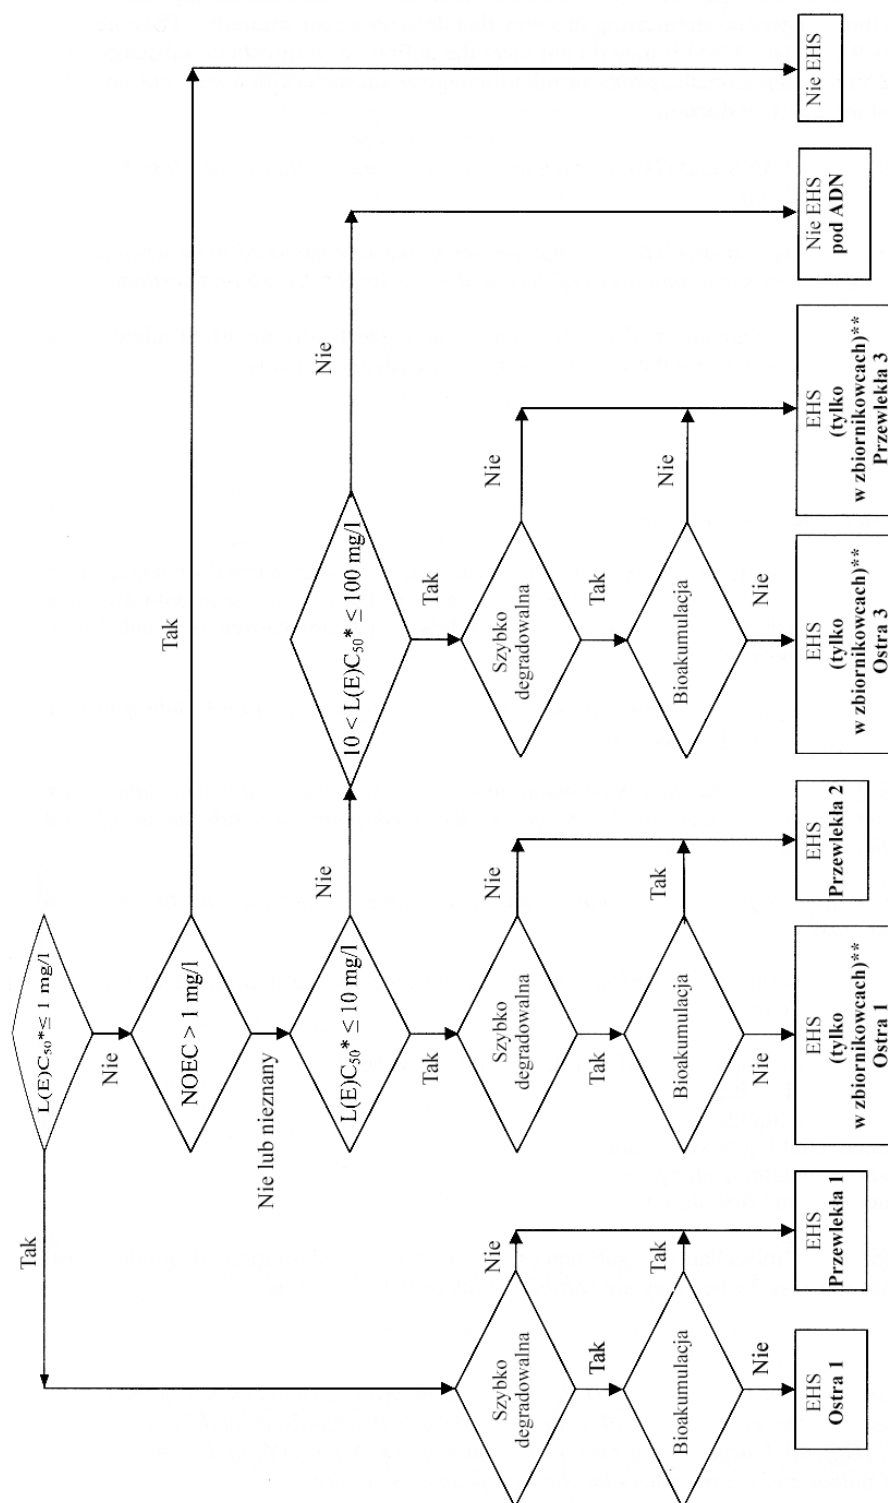 Tak
L(E)C₅₀*≤ 1 mg/l
Nie
Tak
NOEC > 1 mg/l
Nie lub nieznany
Nie
Nie
L(E)C₅₀* ≤ 10 mg/l
10 < L(E)C₅₀* ≤ 100 mg/l
Tak
Tak
Nie
Nie
Nie
Szybko
degradowalna
Szybko
degradowalna
Szybko
degradowalna
Tak
Tak
Tak
Tak
Tak
Nie
Bioakumulacja
Bioakumulacja
Bioakumulacja
Nie
Nie
Nie
EHS
Ostra 1
EHS
Przewlekła 1
EHS
(tylko
w zbiornikowcach)**
Ostra 1
EHS
Przewlekła 2
EHS
(tylko
w zbiornikowcach)**
Ostra 3
EHS
(tylko
w zbiornikowcach)**
Przewlekła 3
Nie EHS
pod ADN
Nie EHS